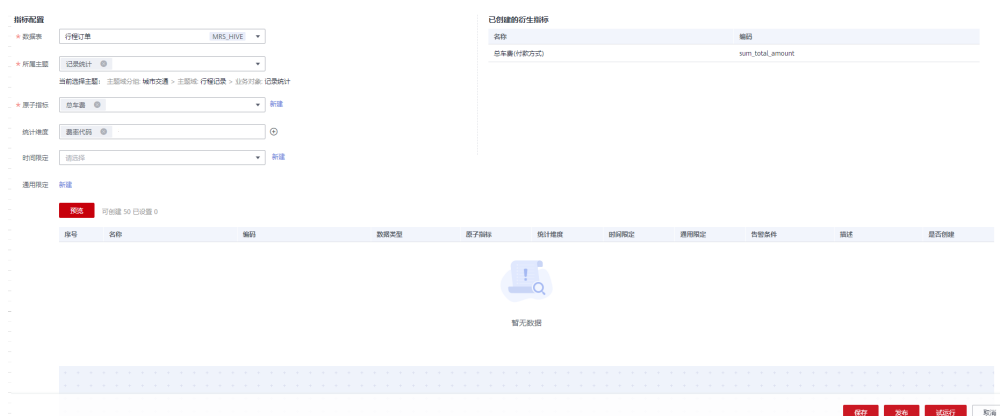 指标配置
已创建的衍生指标
* 数据表 行程订单 MRS_HIVE
名称 编码
总车费(付款方式) sum_total_amount
* 所属主题 记录统计
当前选择主题: 主题域分组: 城市交通 > 主题域: 行程记录 > 业务对象: 记录统计
* 原子指标 总车费 新建
统计维度 费率代码
时间限定 请选择 新建
通用限定 新建
预览 可创建 50 已设置 0
序号 名称 编码 数据类型 原子指标 统计维度 时间限定 通用限定 告警条件 描述 是否创建
暂无数据
保存 发布 试运行 取消